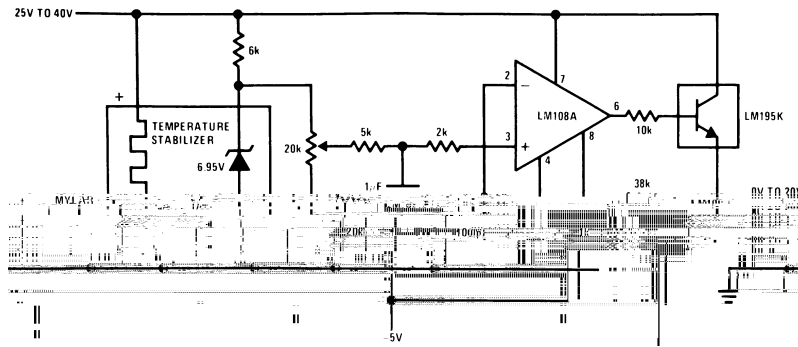 25V TO 40V
6k
2
7
+
TEMPERATURE
STABILIZER
−
LM108A
6
LM195K
20k
5k
2k
3
+
8
10k
6.95V
4
1µF
38k
MYLAR
-5V